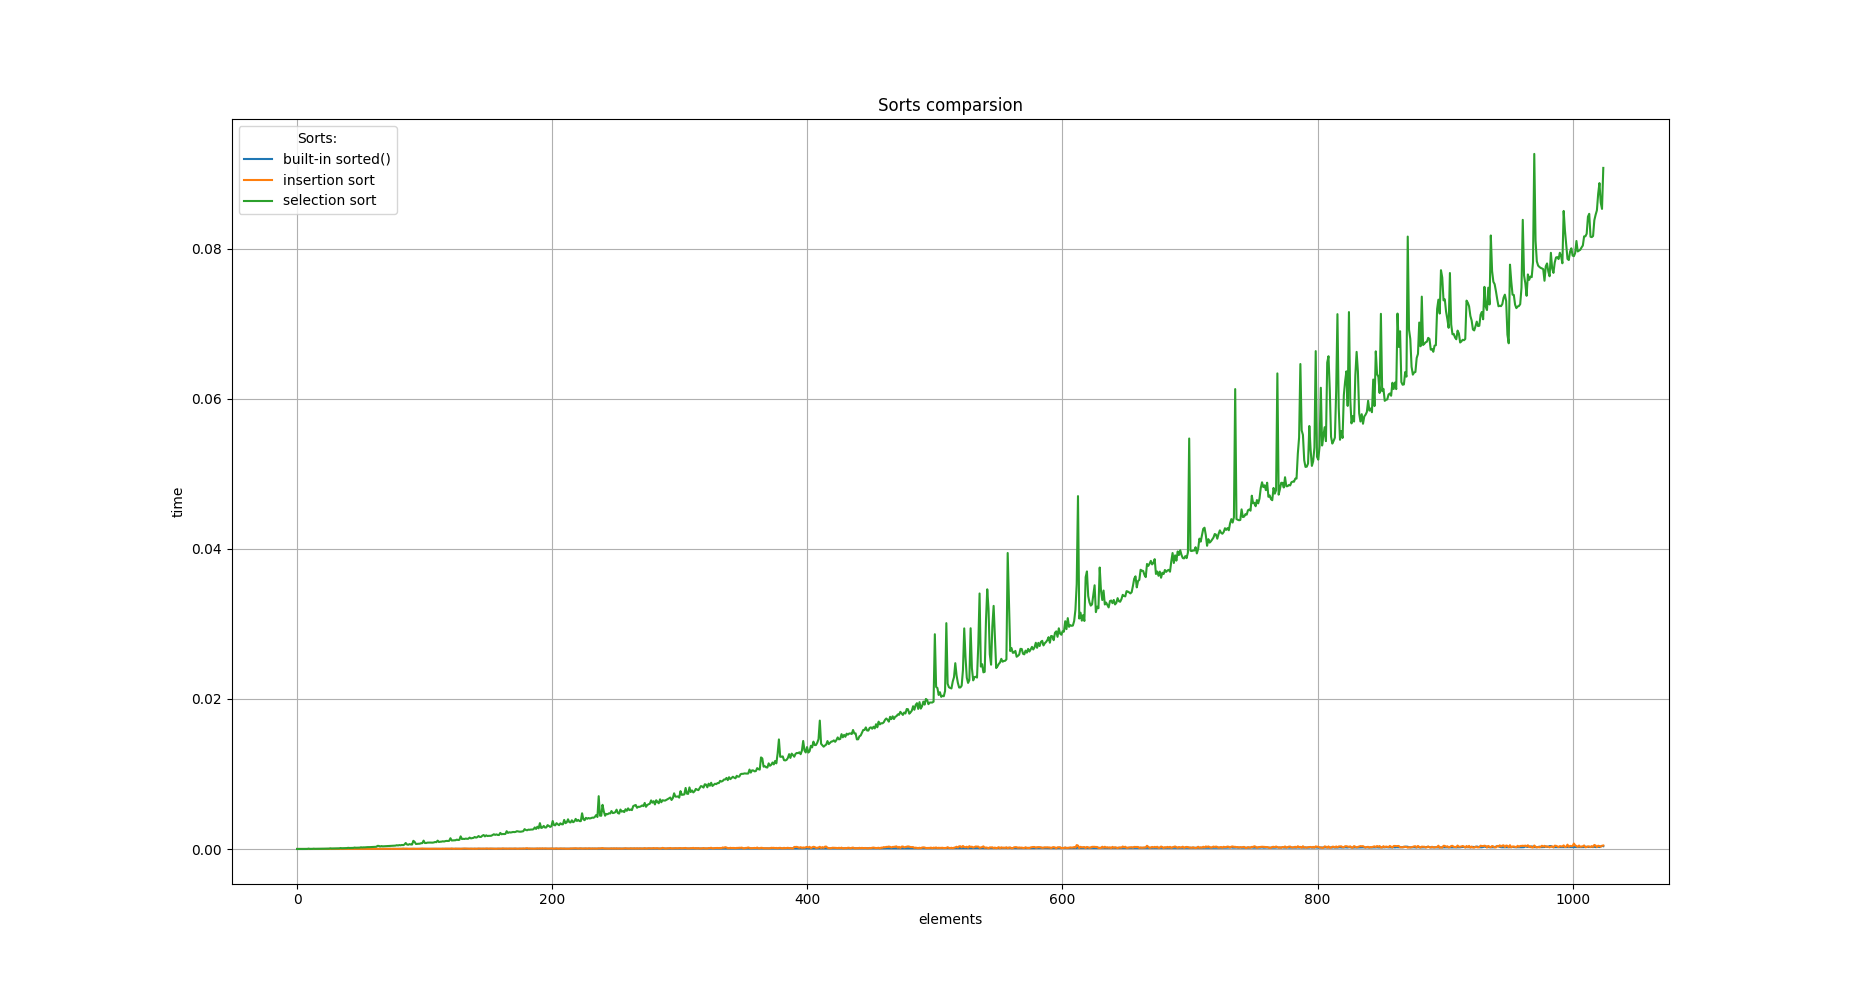 Sorts comparsion
Sorts:
built-in sorted()
insertion sort
selection sort
0.08
0.06
0.04
0.02
0.00
time
0 200 400 600 800 1000
elements